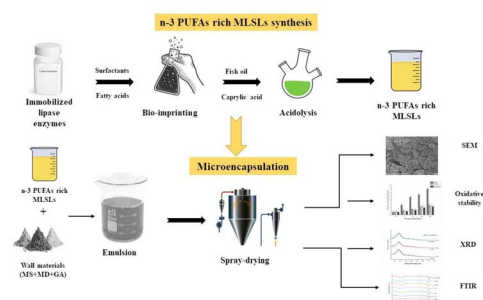 n-3 PUFAs rich MLSLs synthesis
Surfactants
Fatty acids
Fish oil
Caprylic acid
Immobilized
lipase
enzymes
Bio-imprinting
Acidolysis
n-3 PUFAs rich
MLSLs
Microencapsulation
n-3 PUFAs rich
MLSLs
+
Wall materials
(MS+MD+GA)
Emulsion
Spray-drying
SEM
Oxidative
stability
XRD
FTIR